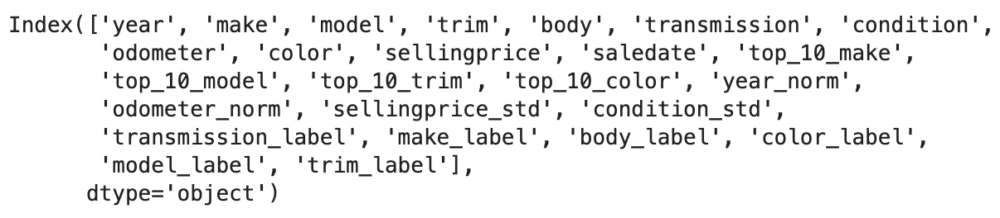 Index(['year', 'make', 'model', 'trim', 'body', 'transmission', 'condition',
       'odometer', 'color', 'sellingprice', 'saledate', 'top_10_make',
       'top_10_model', 'top_10_trim', 'top_10_color', 'year_norm',
       'odometer_norm', 'sellingprice_std', 'condition_std',
       'transmission_label', 'make_label', 'body_label', 'color_label',
       'model_label', 'trim_label'],
      dtype='object')